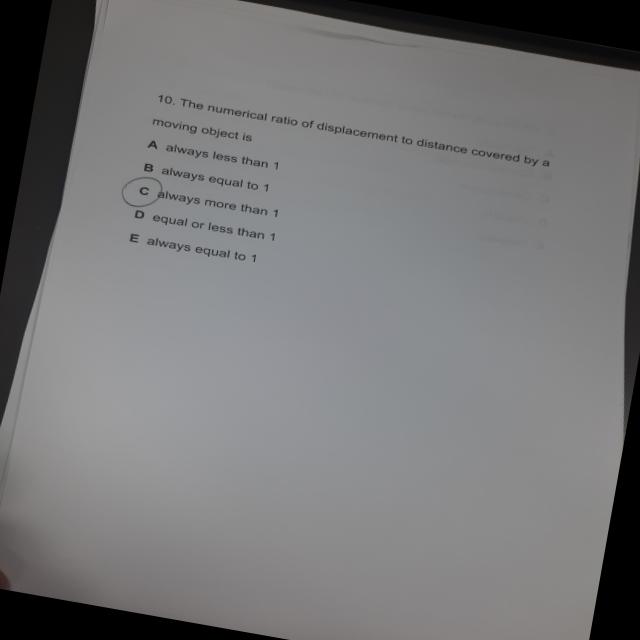 10. The numerical ratio of displacement to distance covered by a
moving object is
A always less than 1
B always equal to 1
C always more than 1
D equal or less than 1
E always equal to 1